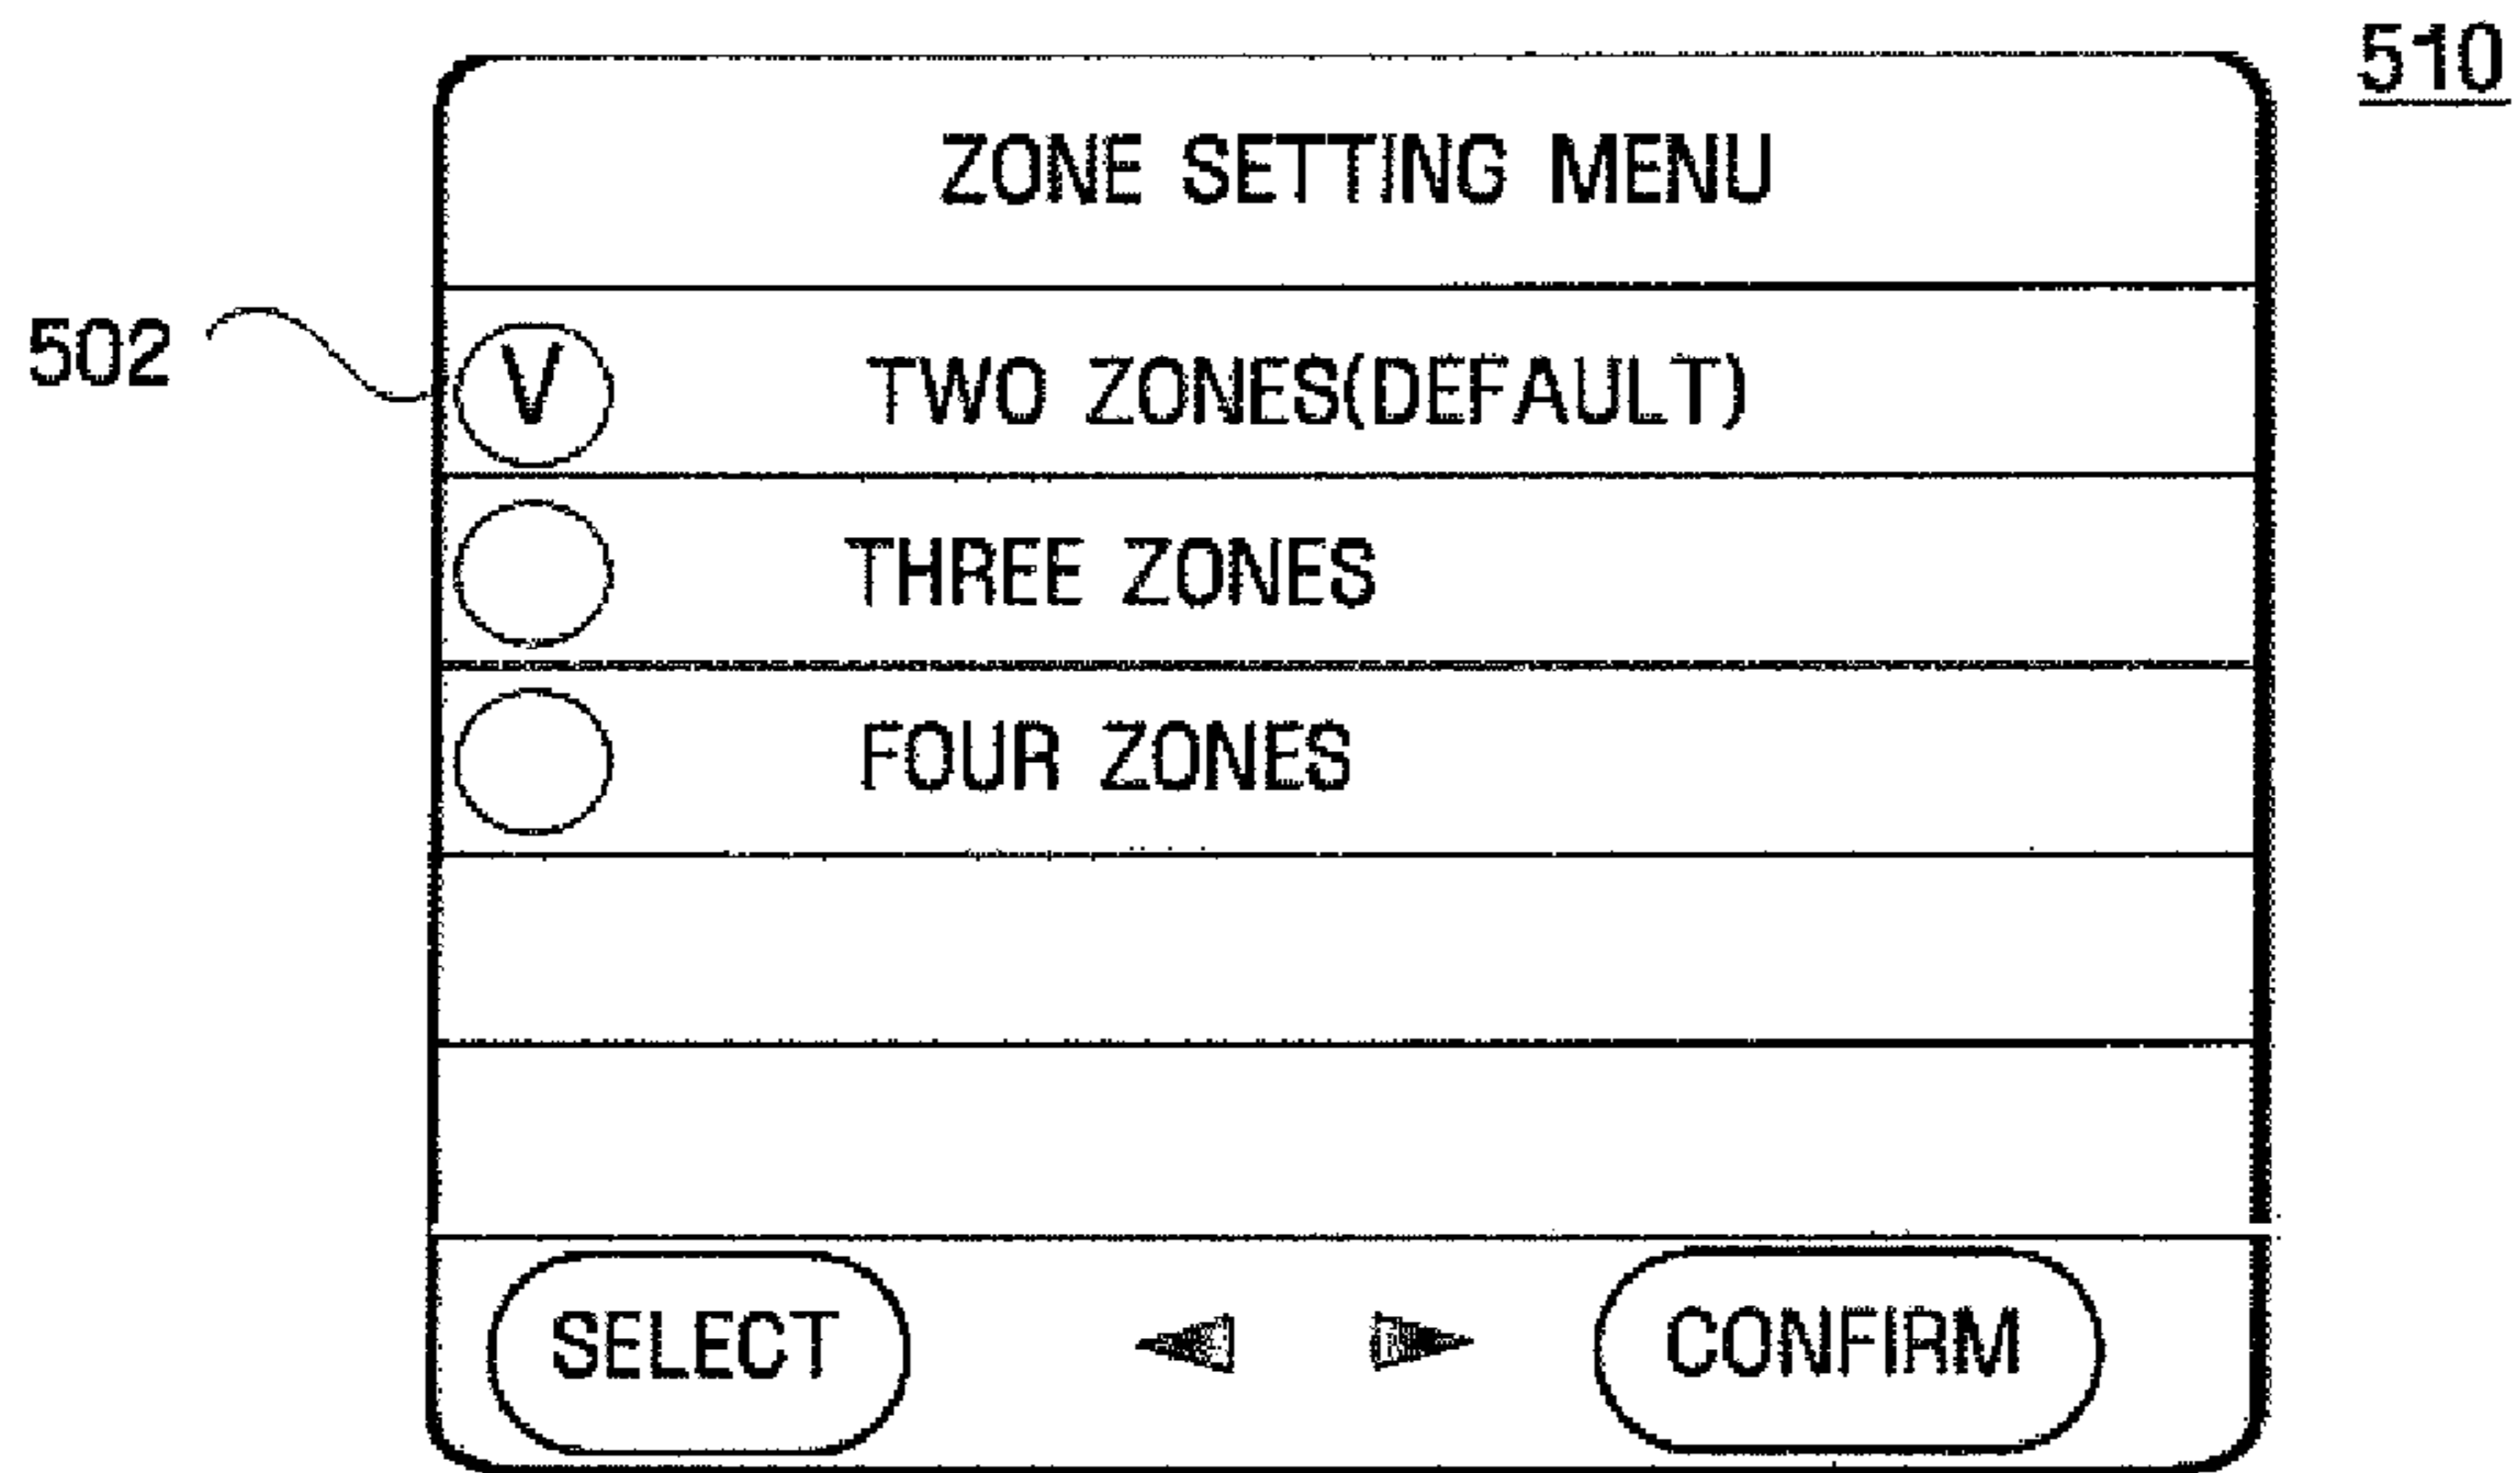 510
ZONE SETTING MENU
502
V TWO ZONES(DEFAULT)
THREE ZONES
FOUR ZONES
SELECT CONFIRM